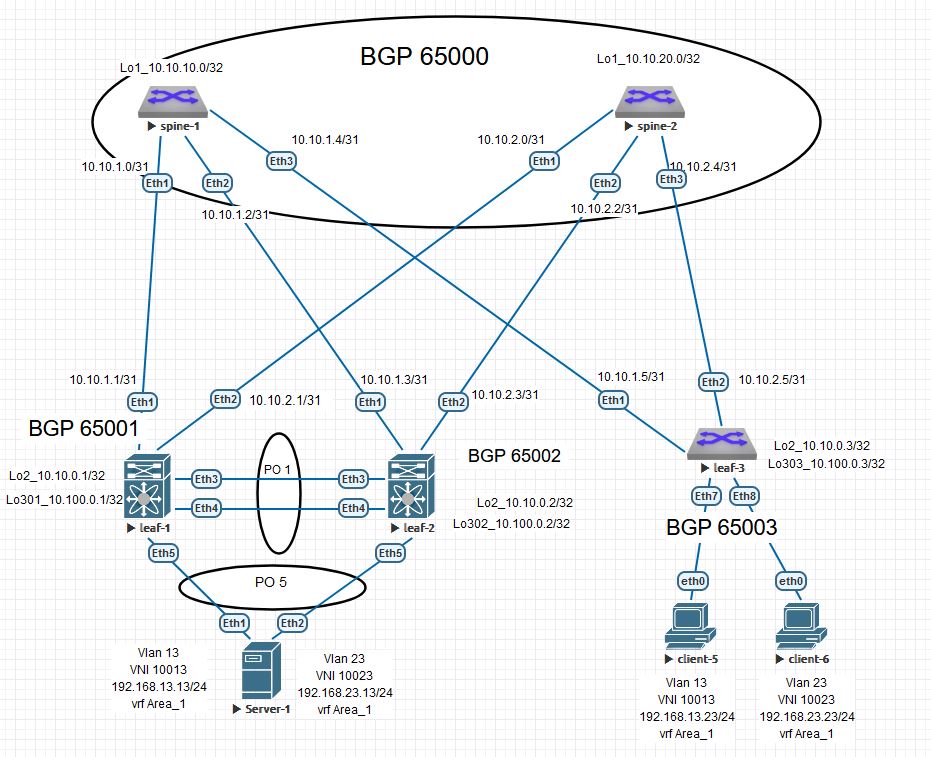 BGP 65000
Lo1_10.10.10.0/32
Lo1_10.10.20.0/32
spine-1
spine-2
10.10.1.4/31
10.10.2.0/31
Eth3
Eth1
10.10.1.0/31
10.10.2.4/31
Eth1
Eth2
Eth2
Eth3
10.10.1.2/31
10.10.2.2/31
10.10.1.1/31
10.10.1.3/31
10.10.1.5/31
Eth2
10.10.2.5/31
Eth1
Eth2
10.10.2.1/31
Eth1
Eth2
10.10.2.3/31
Eth1
BGP 65001
BGP 65002
Lo2_10.10.0.1/32
Lo301_10.100.0.1/32
PO 1
Eth3
Eth3
Eth4
Eth4
Lo2_10.10.0.3/32
Lo303_10.100.0.3/32
leaf-3
Lo2_10.10.0.2/32
Lo302_10.100.0.2/32
leaf-1
leaf-2
Eth7
Eth8
BGP 65003
Eth5
Eth5
PO 5
eth0
eth0
Eth1
Eth2
Vlan 13
VNI 10013
192.168.13.13/24
vrf Area_1
Vlan 23
VNI 10023
192.168.23.13/24
vrf Area_1
Server-1
client-5
client-6
Vlan 13
VNI 10013
192.168.13.23/24
vrf Area_1
Vlan 23
VNI 10023
192.168.23.23/24
vrf Area_1